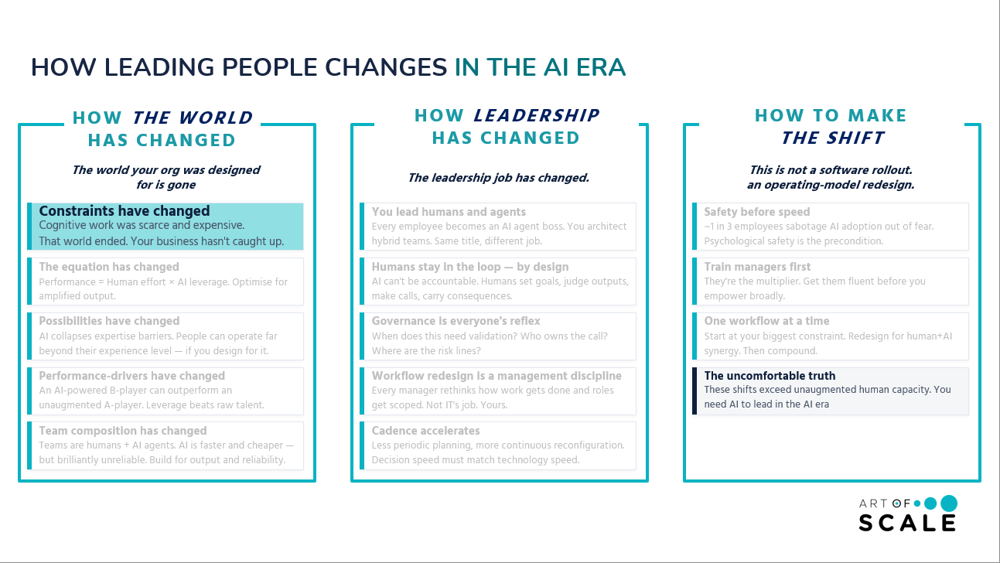 HOW LEADING PEOPLE CHANGES IN THE AI ERA
HOW THE WORLD
HAS CHANGED
The world your org was designed
for is gone
Constraints have changed
Cognitive work was scarce and expensive.
That world ended. Your business hasn't caught up.
The equation has changed
Performance = Human effort × AI leverage. Optimise for
amplified output.
Possibilities have changed
AI collapses expertise barriers. People can operate far
beyond their experience level — if you design for it.
Performance-drivers have changed
An AI-powered B-player can outperform an
unaugmented A-player. Leverage beats raw talent.
Team composition has changed
Teams are humans + AI agents. AI is faster and cheaper —
but brilliantly unreliable. Build for output and reliability.
HOW LEADERSHIP
HAS CHANGED
The leadership job has changed.
You lead humans and agents
Every employee becomes an AI agent boss. You architect
hybrid teams. Same title, different job.
Humans stay in the loop — by design
AI can't be accountable. Humans set goals, judge outputs,
make calls, carry consequences.
Governance is everyone's reflex
When does this need validation? Who owns the call?
Where are the risk lines?
Workflow redesign is a management discipline
Every manager rethinks how work gets done and roles
get scoped. Not IT's job. Yours.
Cadence accelerates
Less periodic planning, more continuous reconfiguration.
Decision speed must match technology speed.
HOW TO MAKE
THE SHIFT
This is not a software rollout.
an operating-model redesign.
Safety before speed
~1 in 3 employees sabotage AI adoption out of fear.
Psychological safety is the precondition.
Train managers first
They're the multiplier. Get them fluent before you
empower broadly.
One workflow at a time
Start at your biggest constraint. Redesign for human+AI
synergy. Then compound.
The uncomfortable truth
These shifts exceed unaugmented human capacity. You
need AI to lead in the AI era
ART OF
SCALE